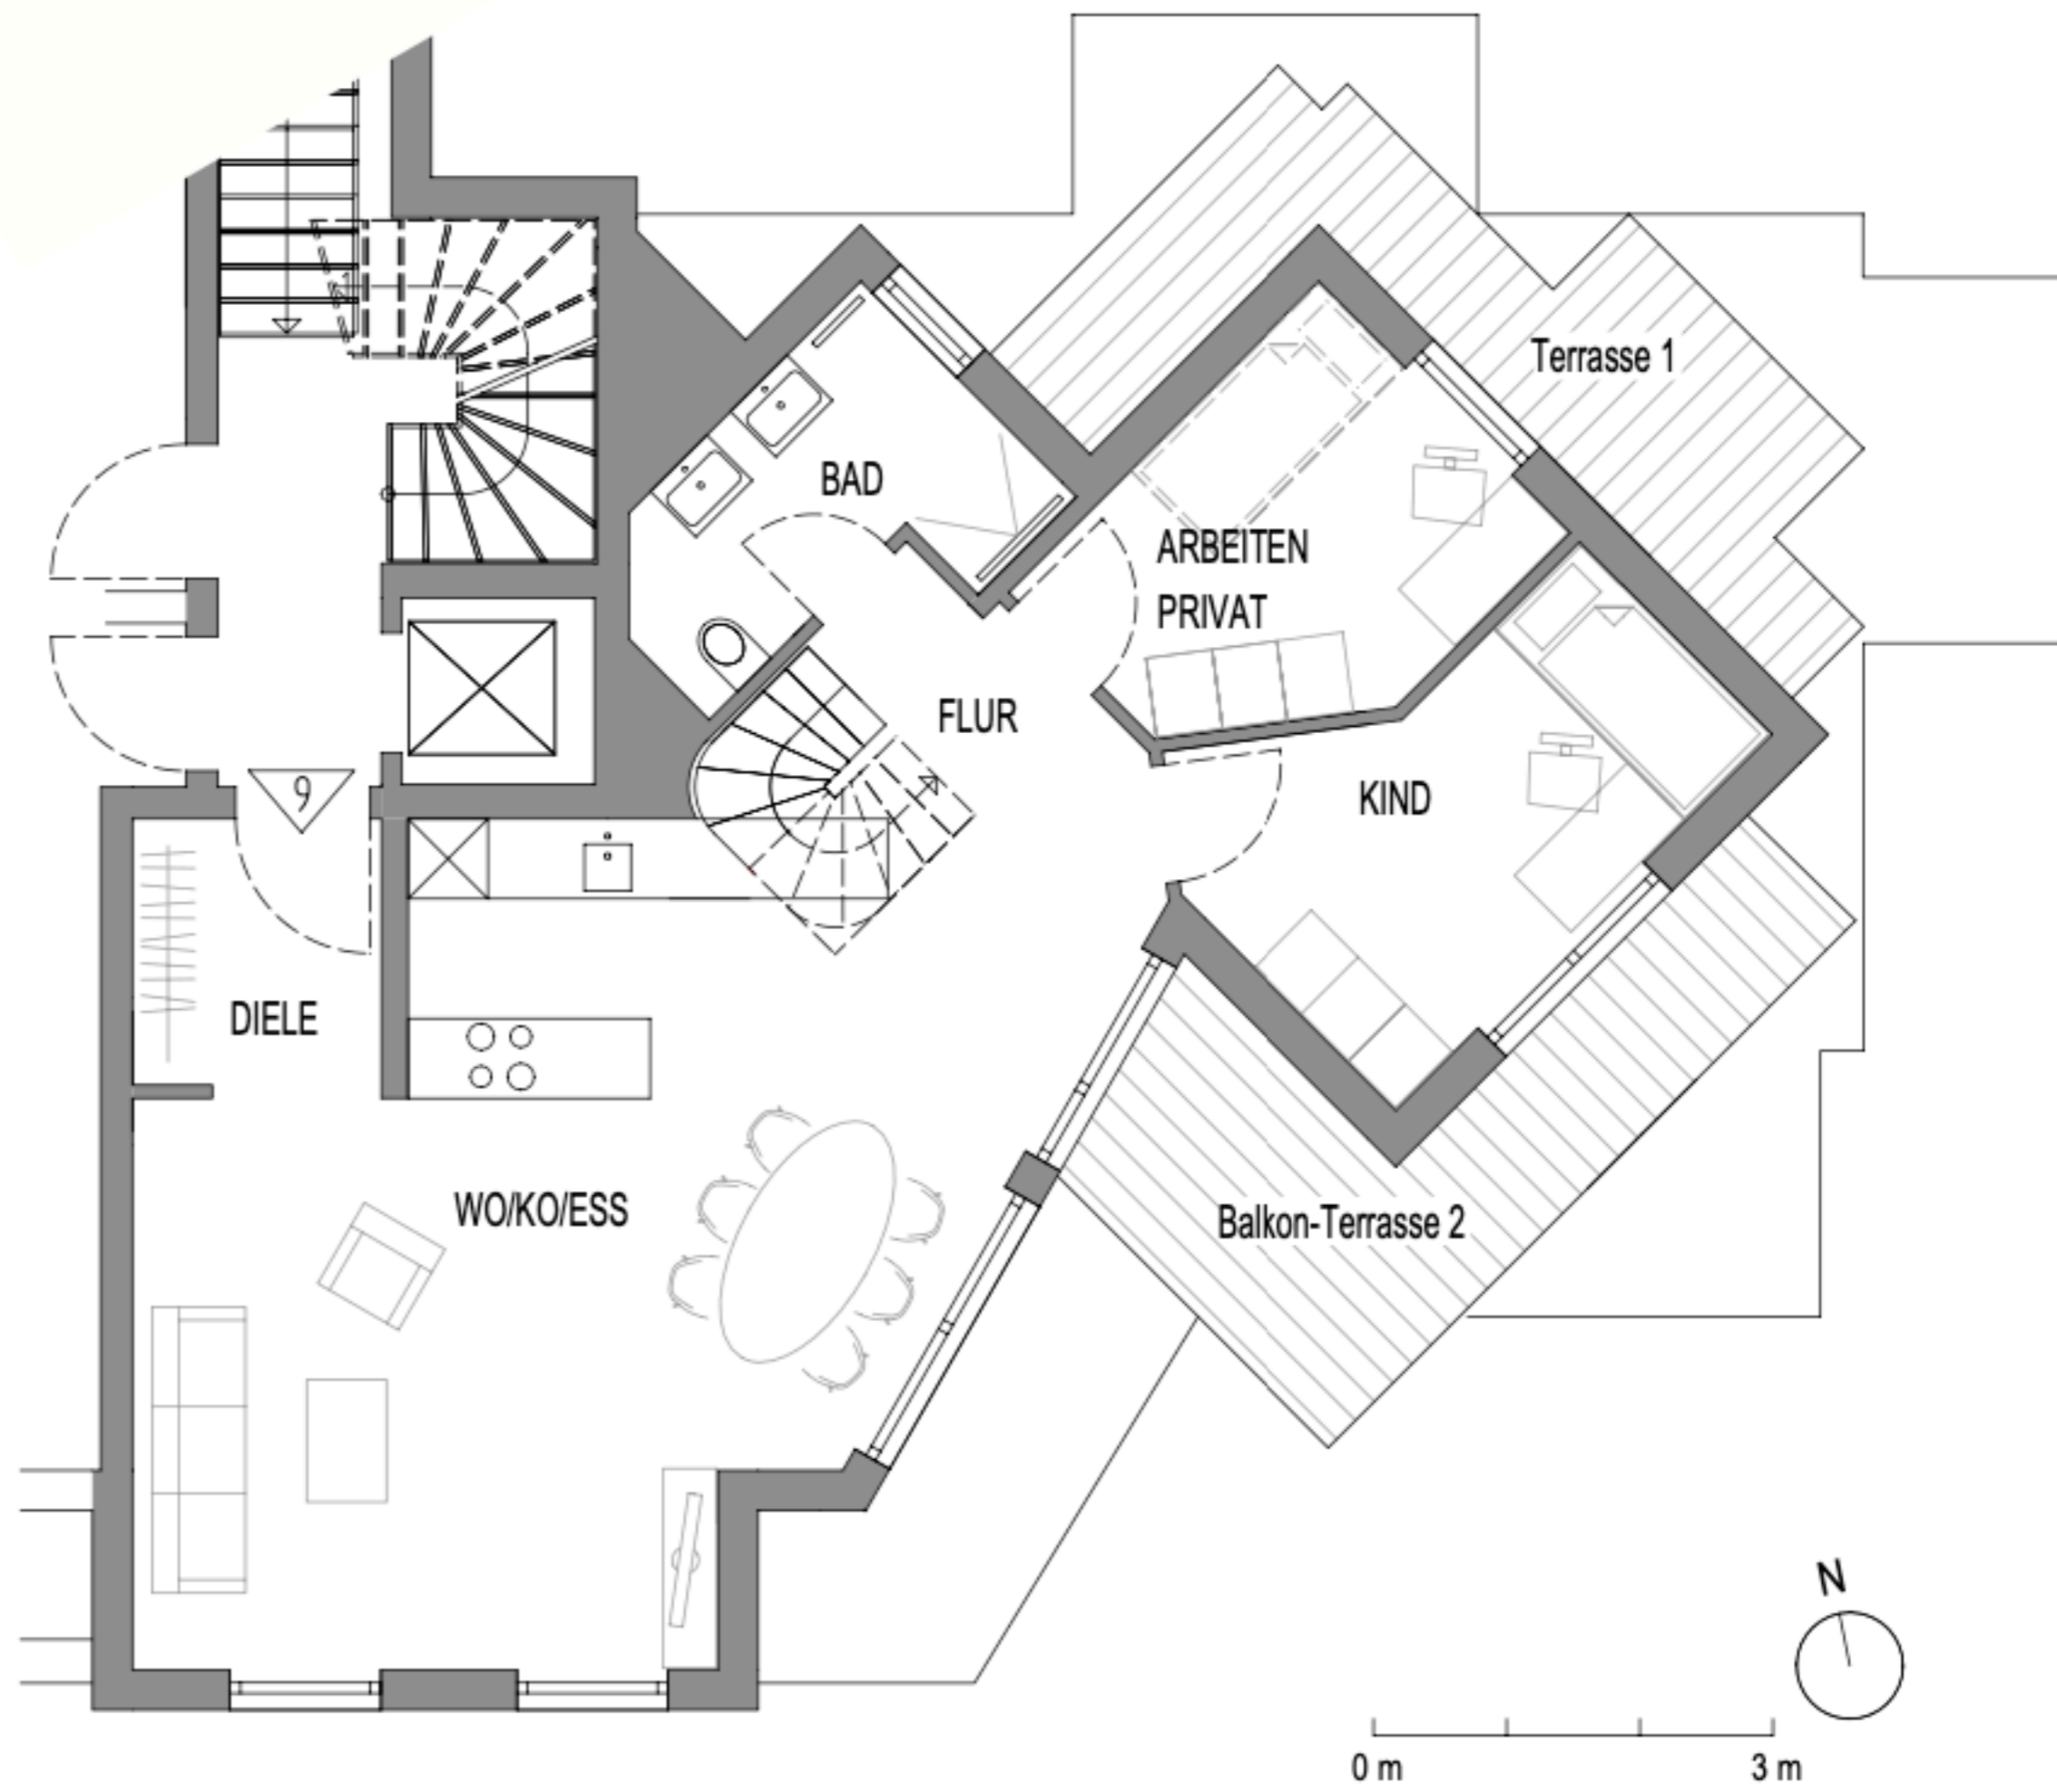 Terrasse 1
BAD
ARBEITEN
PRIVAT
FLUR
9
KIND
DIELE
WO/KO/ESS
Balkon-Terrasse 2
N
0 m
3 m